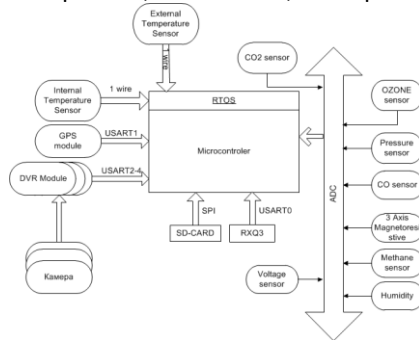 External
Temperature
Sensor
CO2 sensor
1 wire
1 wire
Internal
Temperature
Sensor
RTOS
OZONE
sensor
GPS
module
USART1
Microcontroler
Pressure
sensor
DVR Module
USART2-4
CO sensor
ADC
SPI
USART0
3 Axis
Magnetoresi
stive
SD-CARD
RXQ3
Камера
Voltage
sensor
Methane
sensor
Humidity